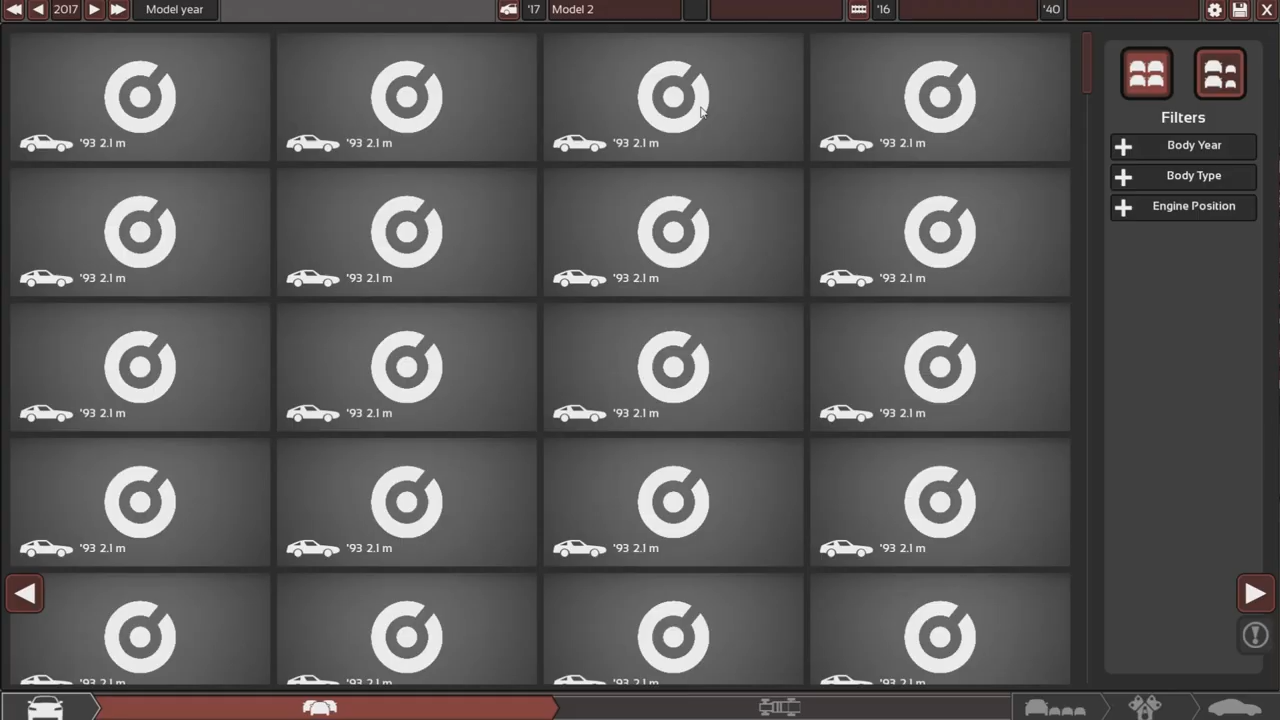 2017 Model year '17 Model 2 '16 '40
'93 2.1 m '93 2.1 m '93 2.1 m '93 2.1 m
'93 2.1 m '93 2.1 m '93 2.1 m '93 2.1 m
'93 2.1 m '93 2.1 m '93 2.1 m '93 2.1 m
'93 2.1 m '93 2.1 m '93 2.1 m '93 2.1 m
Filters
Body Year
Body Type
Engine Position